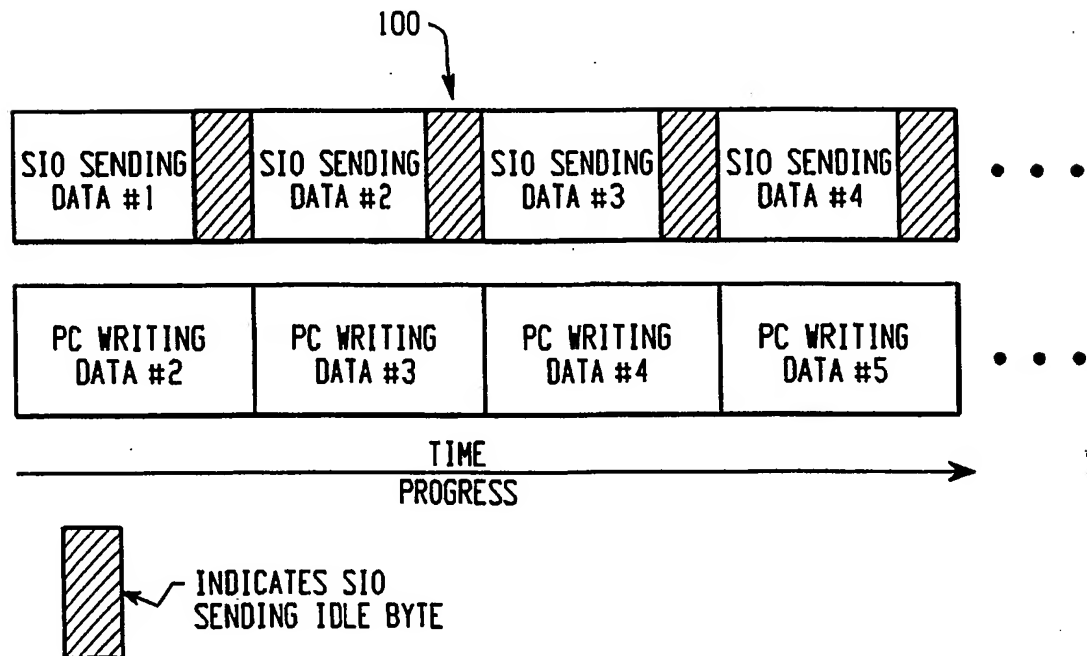 100
SIO SENDING
DATA #1
SIO SENDING
DATA #2
SIO SENDING
DATA #3
SIO SENDING
DATA #4
PC WRITING
DATA #2
PC WRITING
DATA #3
PC WRITING
DATA #4
PC WRITING
DATA #5
TIME
PROGRESS
INDICATES SIO
SENDING IDLE BYTE